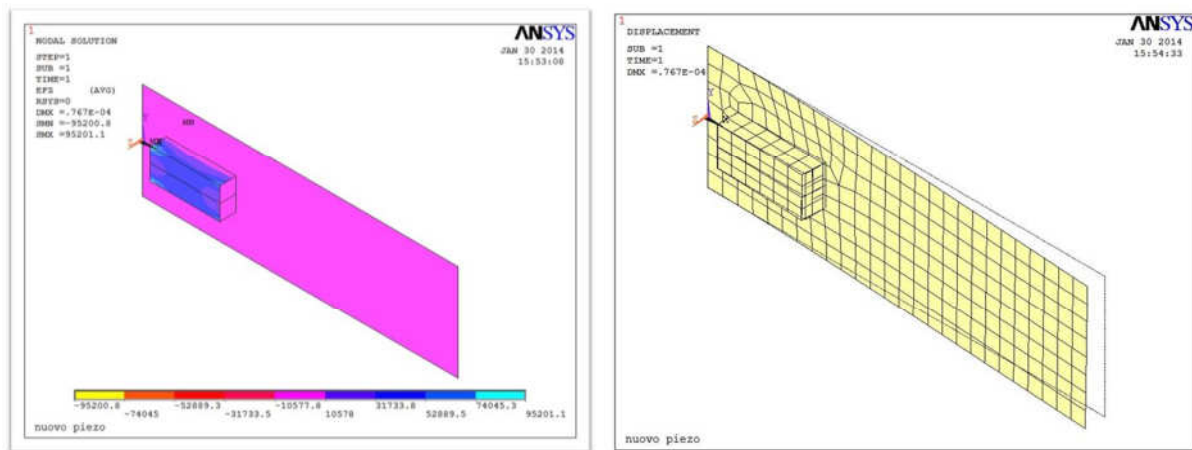 1
ANSYS
NODAL SOLUTION
JAN 30 2014
15:53:08
STEP=1
SUB =1
TIME=1
(AVG)
RSYS=0
DMX =.767E-04
SMN =-95200.8
SMX =95201.1
Y
MN
-95200.8 -52889.3 -10577.8 31733.8 74045.3
-74045 -31733.5 10578 52889.5 95201.1
nuovo piezo
1
ANSYS
DISPLACEMENT
JAN 30 2014
15:54:33
SUB =1
TIME=1
DMX =.767E-04
Y
nuovo piezo